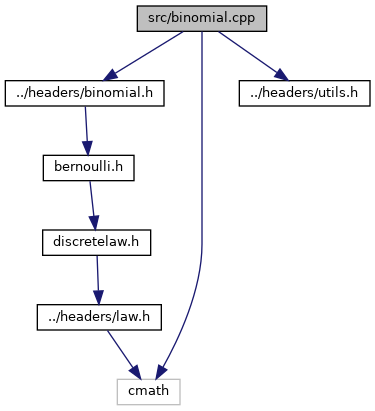 src/binomial.cpp
../headers/binomial.h
../headers/utils.h
bernoulli.h
discretelaw.h
../headers/law.h
cmath